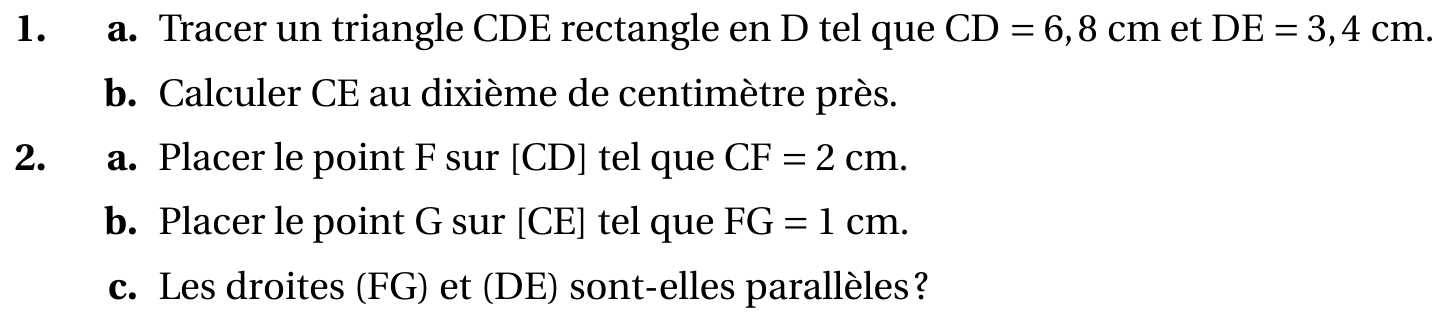 1. a. Tracer un triangle CDE rectangle en D tel que CD = 6,8 cm et DE = 3,4 cm.
b. Calculer CE au dixième de centimètre près.
2. a. Placer le point F sur [CD] tel que CF = 2 cm.
b. Placer le point G sur [CE] tel que FG = 1 cm.
c. Les droites (FG) et (DE) sont-elles parallèles?